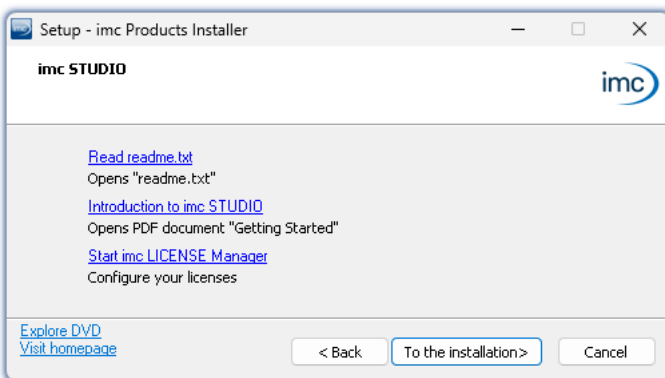 Setup - imc Products Installer
imc STUDIO
imc
Read readme.txt
Opens "readme.txt"
Introduction to imc STUDIO
Opens PDF document "Getting Started"
Start imc LICENSE Manager
Configure your licenses
Explore DVD
Visit homepage
< Back
To the installation>
Cancel